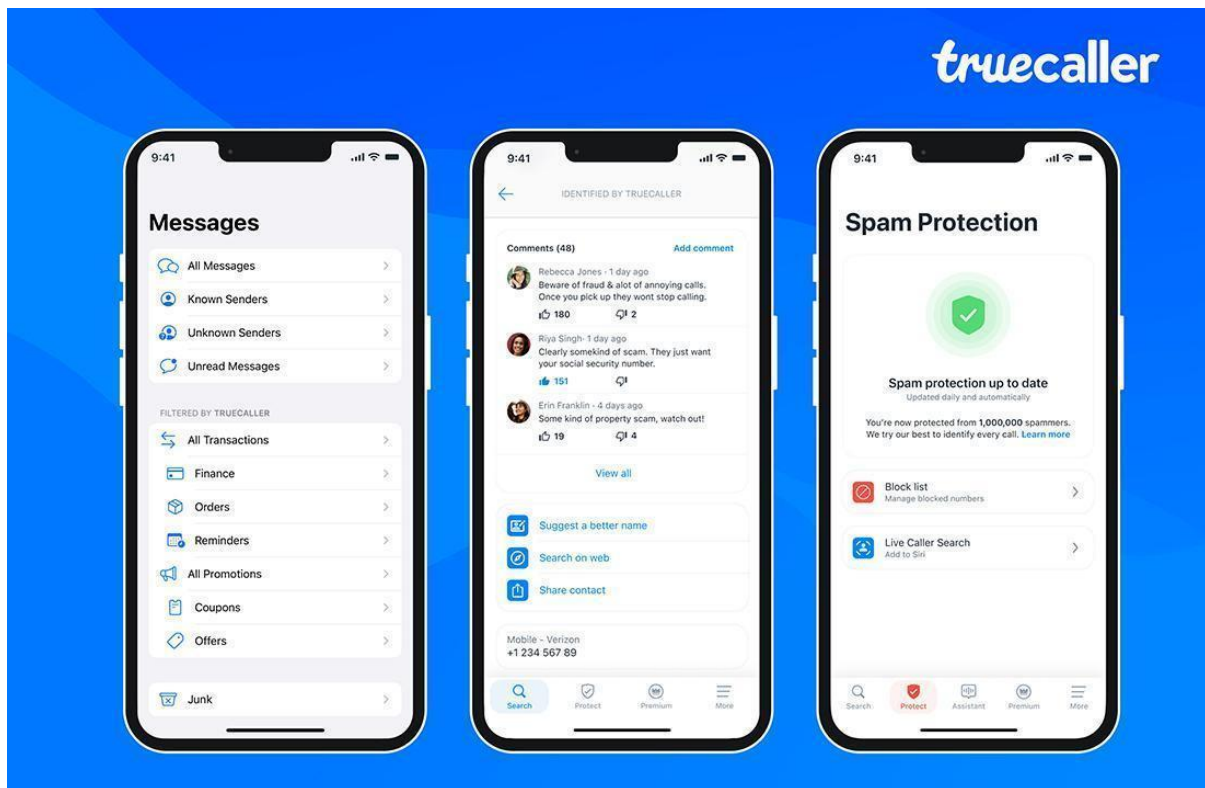 truecaller
9:41
Messages
All Messages
Known Senders
Unknown Senders
Unread Messages
FILTERED BY TRUECALLER
All Transactions
Finance
Orders
Reminders
All Promotions
Coupons
Offers
Junk
9:41
IDENTIFIED BY TRUECALLER
Comments (48) Add comment
Rebecca Jones - 1 day ago
Beware of fraud & alot of annoying calls.
Once you pick up they wont stop calling.
180 2
Riya Singh- 1 day ago
Clearly somekind of scam. They just want
your social security number.
151
Erin Franklin - 4 days ago
Some kind of property scam, watch out!
19 4
View all
Suggest a better name
Search on web
Share contact
Mobile - Verizon
+1 234 567 89
Search Protect Premium More
9:41
Spam Protection
Spam protection up to date
Updated daily and automatically
You're now protected from 1,000,000 spammers.
We try our best to identify every call. Learn more
Block list
Manage blocked numbers
Live Caller Search
Add to Siri
Search Protect Assistant Premium More